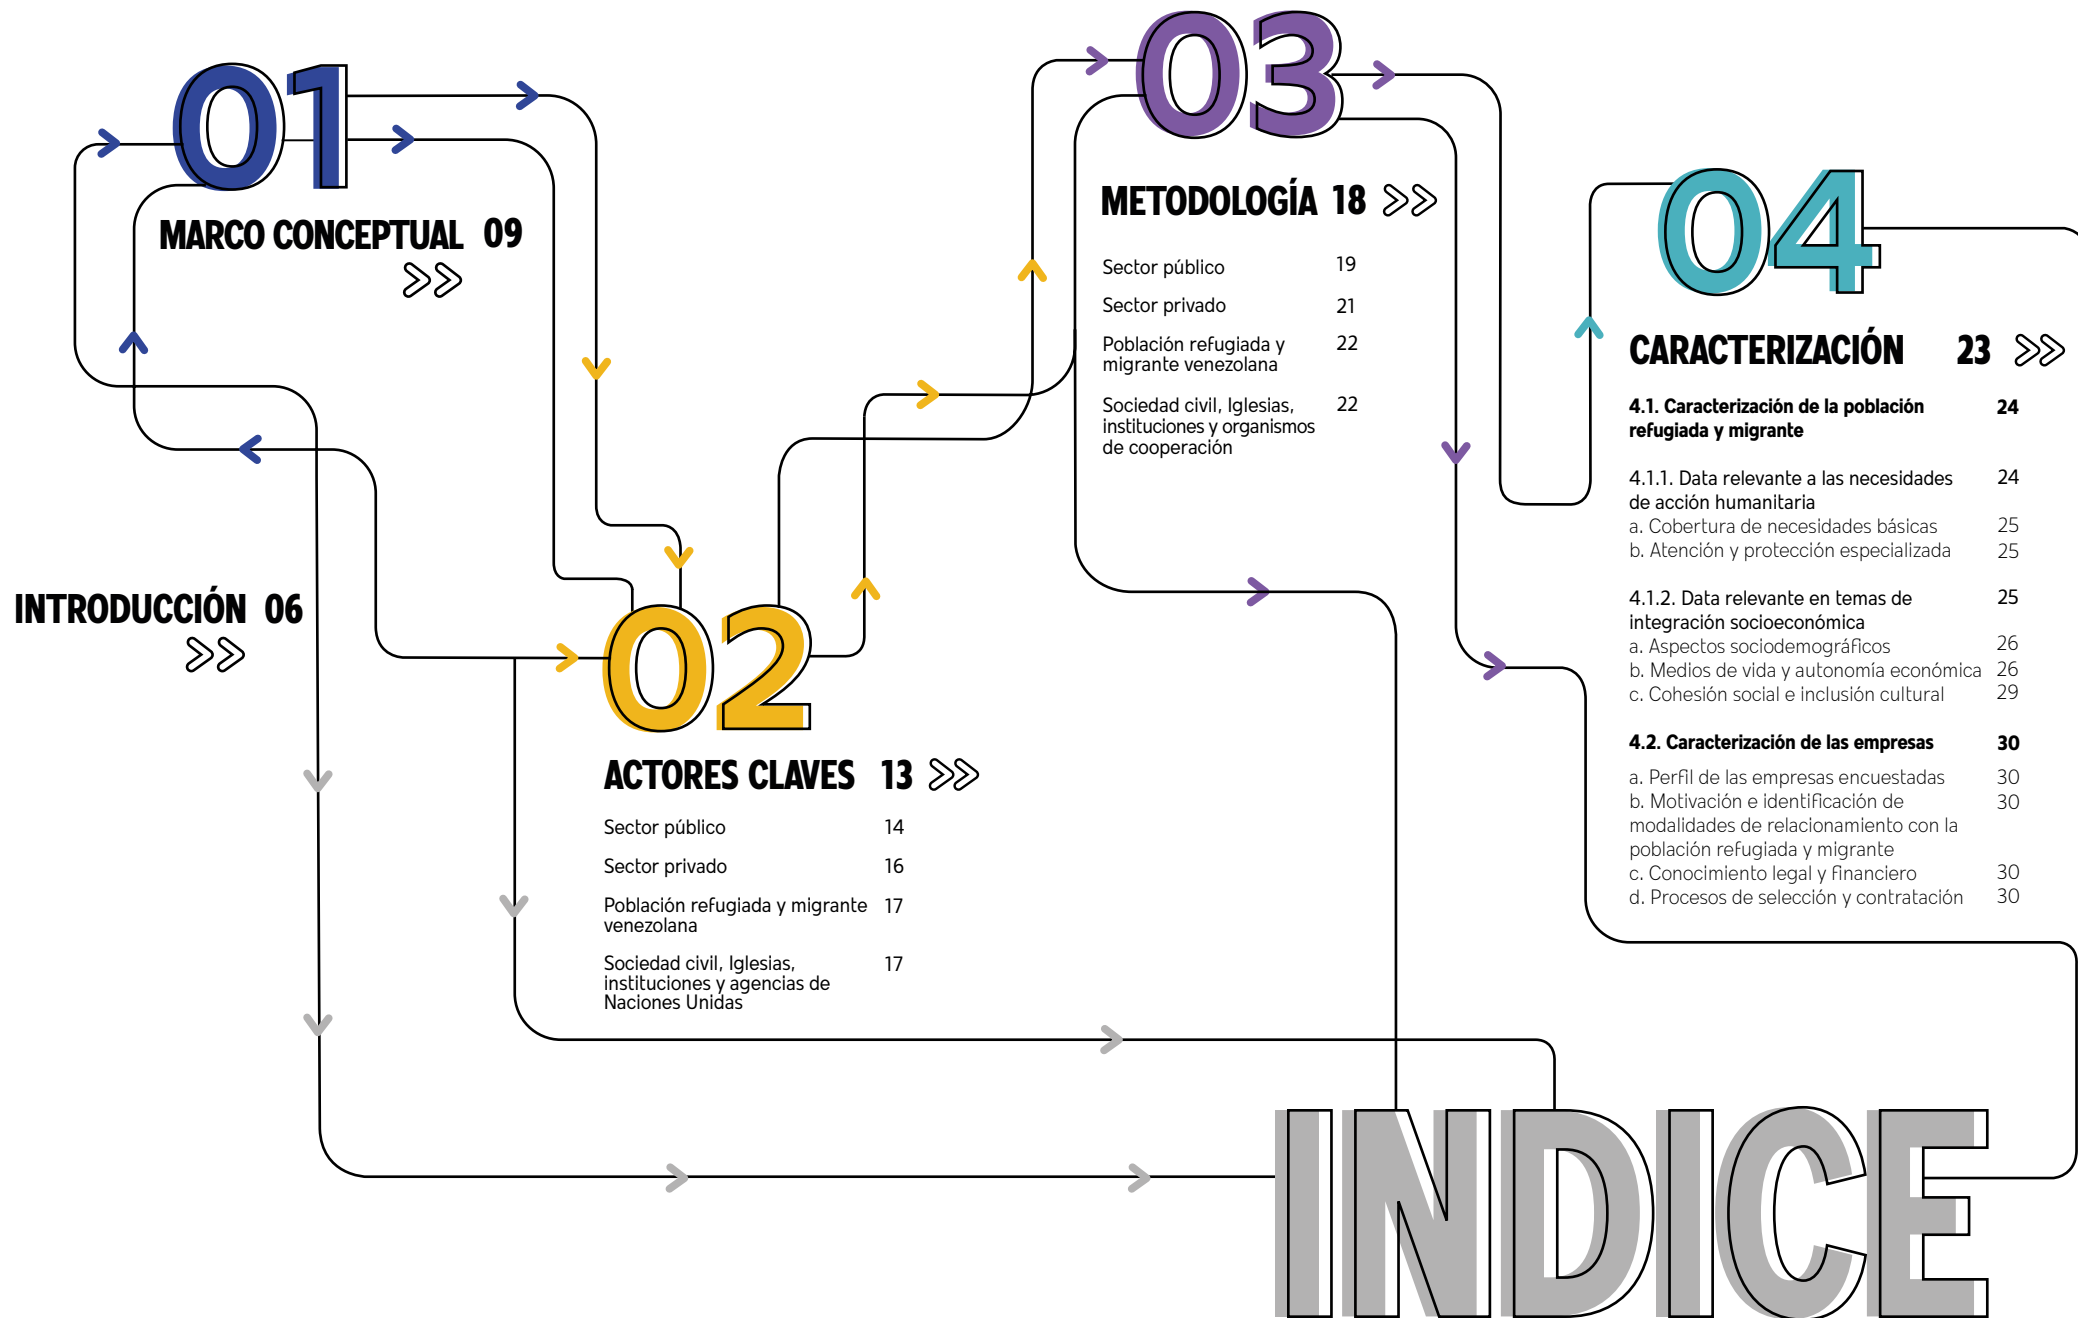 01
MARCO CONCEPTUAL 09
INTRODUCCIÓN 06
02
ACTORES CLAVES 13
Sector público 14
Sector privado 16
Población refugiada y migrante 17
venezolana
Sociedad civil, Iglesias, 17
instituciones y agencias de
Naciones Unidas
03
METODOLOGÍA 18
Sector público 19
Sector privado 21
Población refugiada y 22
migrante venezolana
Sociedad civil, Iglesias, 22
instituciones y organismos
de cooperación
04
CARACTERIZACIÓN 23
4.1. Caracterización de la población 24
refugiada y migrante
4.1.1. Data relevante a las necesidades 24
de acción humanitaria
a. Cobertura de necesidades básicas 25
b. Atención y protección especializada 25
4.1.2. Data relevante en temas de 25
integración socioeconómica
a. Aspectos sociodemográficos 26
b. Medios de vida y autonomía económica 26
c. Cohesión social e inclusión cultural 29
4.2. Caracterización de las empresas 30
a. Perfil de las empresas encuestadas 30
b. Motivación e identificación de 30
modalidades de relacionamiento con la
población refugiada y migrante
c. Conocimiento legal y financiero 30
d. Procesos de selección y contratación 30
INDICE